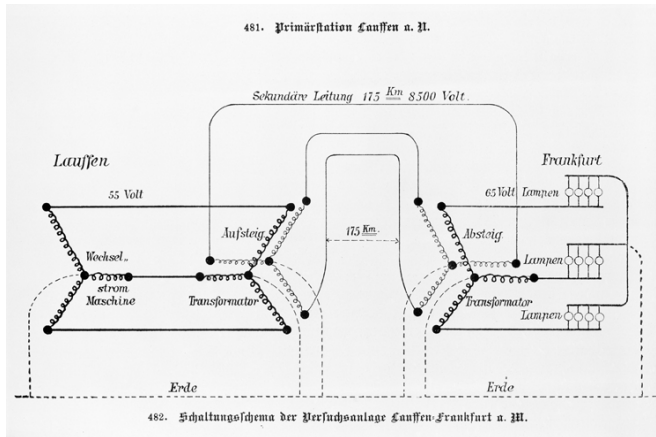 481. Primärstation Lauffen a. N.
Sekundäre Leitung 175 Km 8500 Volt.
Lauffen
Frankfurt
55 Volt
65 Volt Lampen
Aufsteig.
Absteig.
175 Km.
Wechsel-
strom
Maschine
Transformator
Lampen
Transformator
Lampen
Erde
Erde
482. Schaltungsschema der Versuchsanlage Lauffen-Frankfurt a. M.